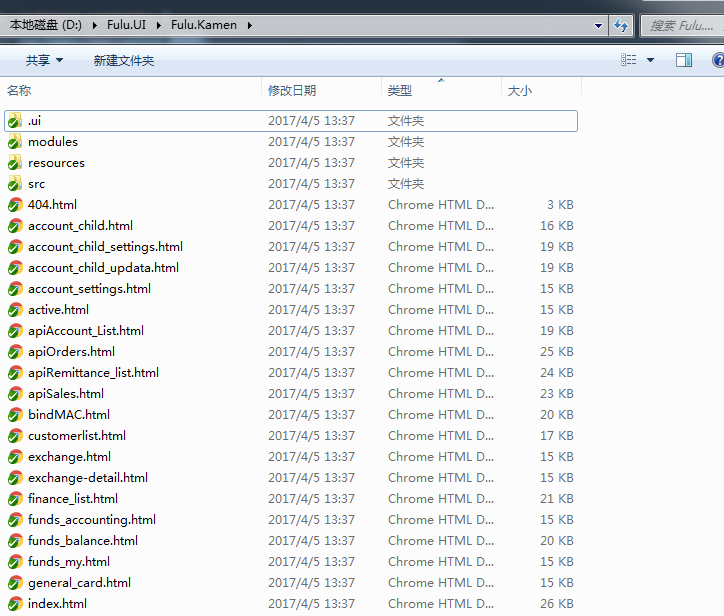 本地磁盘 (D:) ▸ Fulu.UI ▸ Fulu.Kamen ▸ 搜索 Fulu....
共享 新建文件夹
名称 修改日期 类型 大小
.ui 2017/4/5 13:37 文件夹
modules 2017/4/5 13:37 文件夹
resources 2017/4/5 13:37 文件夹
src 2017/4/5 13:37 文件夹
404.html 2017/4/5 13:37 Chrome HTML D... 3 KB
account_child.html 2017/4/5 13:37 Chrome HTML D... 16 KB
account_child_settings.html 2017/4/5 13:37 Chrome HTML D... 19 KB
account_child_updata.html 2017/4/5 13:37 Chrome HTML D... 19 KB
account_settings.html 2017/4/5 13:37 Chrome HTML D... 15 KB
active.html 2017/4/5 13:37 Chrome HTML D... 15 KB
apiAccount_List.html 2017/4/5 13:37 Chrome HTML D... 19 KB
apiOrders.html 2017/4/5 13:37 Chrome HTML D... 25 KB
apiRemittance_list.html 2017/4/5 13:37 Chrome HTML D... 24 KB
apiSales.html 2017/4/5 13:37 Chrome HTML D... 23 KB
bindMAC.html 2017/4/5 13:37 Chrome HTML D... 20 KB
customerlist.html 2017/4/5 13:37 Chrome HTML D... 17 KB
exchange.html 2017/4/5 13:37 Chrome HTML D... 15 KB
exchange-detail.html 2017/4/5 13:37 Chrome HTML D... 15 KB
finance_list.html 2017/4/5 13:37 Chrome HTML D... 21 KB
funds_accounting.html 2017/4/5 13:37 Chrome HTML D... 15 KB
funds_balance.html 2017/4/5 13:37 Chrome HTML D... 20 KB
funds_my.html 2017/4/5 13:37 Chrome HTML D... 15 KB
general_card.html 2017/4/5 13:37 Chrome HTML D... 15 KB
index.html 2017/4/5 13:37 Chrome HTML D... 26 KB